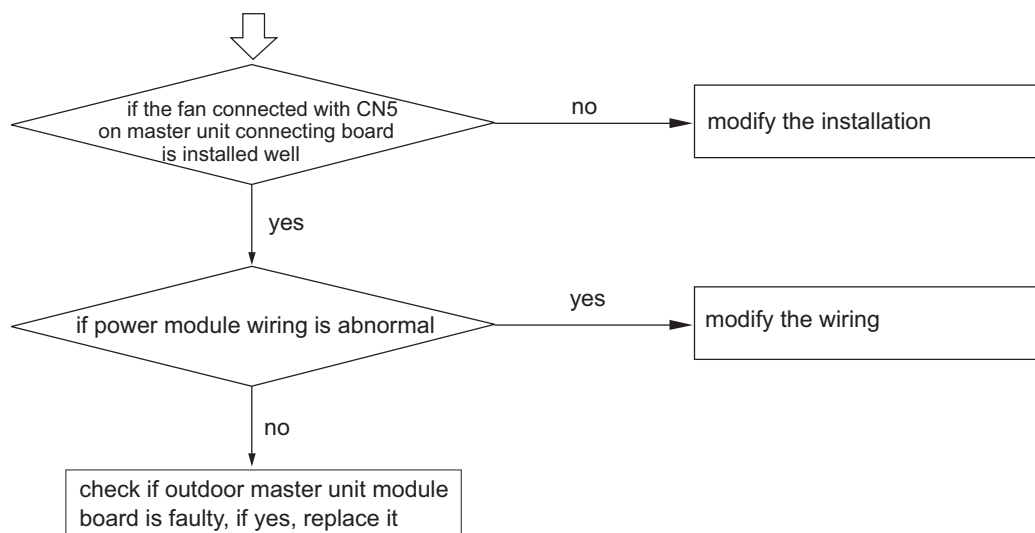 if the fan connected with CN5
on master unit connecting board
is installed well
no
modify the installation
yes
if power module wiring is abnormal
yes
modify the wiring
no
check if outdoor master unit module
board is faulty, if yes, replace it